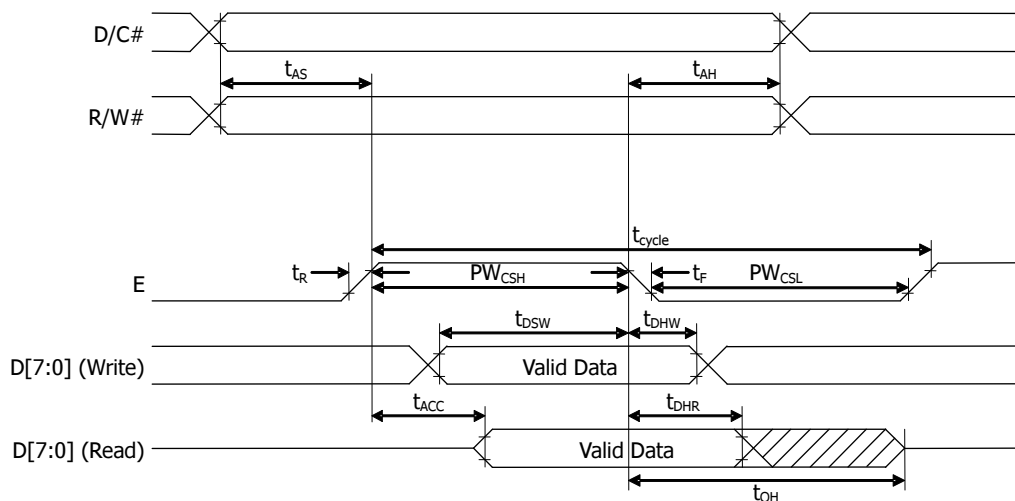 D/C#
tAS
tAH
R/W#
tcycle
tR
PWCSH
tF
PWCSL
E
tDSW
tDHW
D[7:0] (Write)
Valid Data
tACC
tDHR
D[7:0] (Read)
Valid Data
tOH